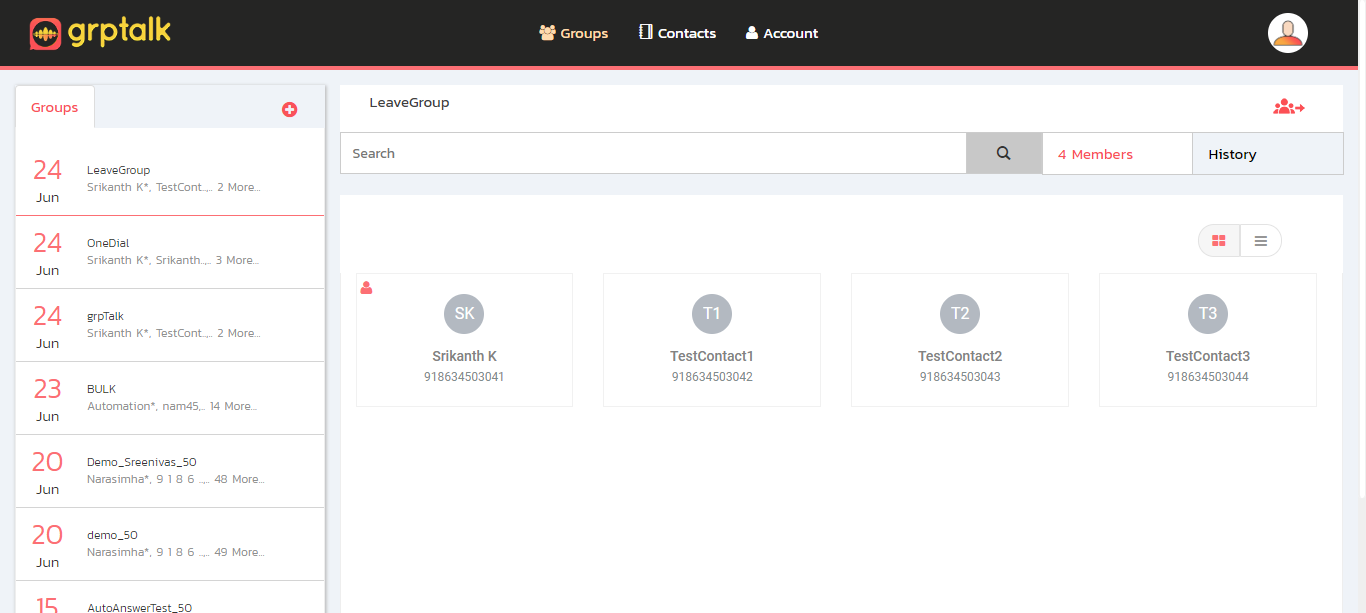 grptalk
Groups Contacts Account
Groups
24 Jun
LeaveGroup
Srikanth K*, TestCont..,.. 2 More...
24 Jun
OneDial
Srikanth K*, Srikanth..,.. 3 More...
24 Jun
grpTalk
Srikanth K*, TestCont..,.. 2 More...
23 Jun
BULK
Automation*, nam45,.. 14 More...
20 Jun
Demo_Sreenivas_50
Narasimha*, 9 1 8 6 ..,.. 48 More...
20 Jun
demo_50
Narasimha*, 9 1 8 6 ..,.. 49 More...
15
AutoAnswerTest_50
LeaveGroup
Search
4 Members
History
SK
Srikanth K
918634503041
T1
TestContact1
918634503042
T2
TestContact2
918634503043
T3
TestContact3
918634503044